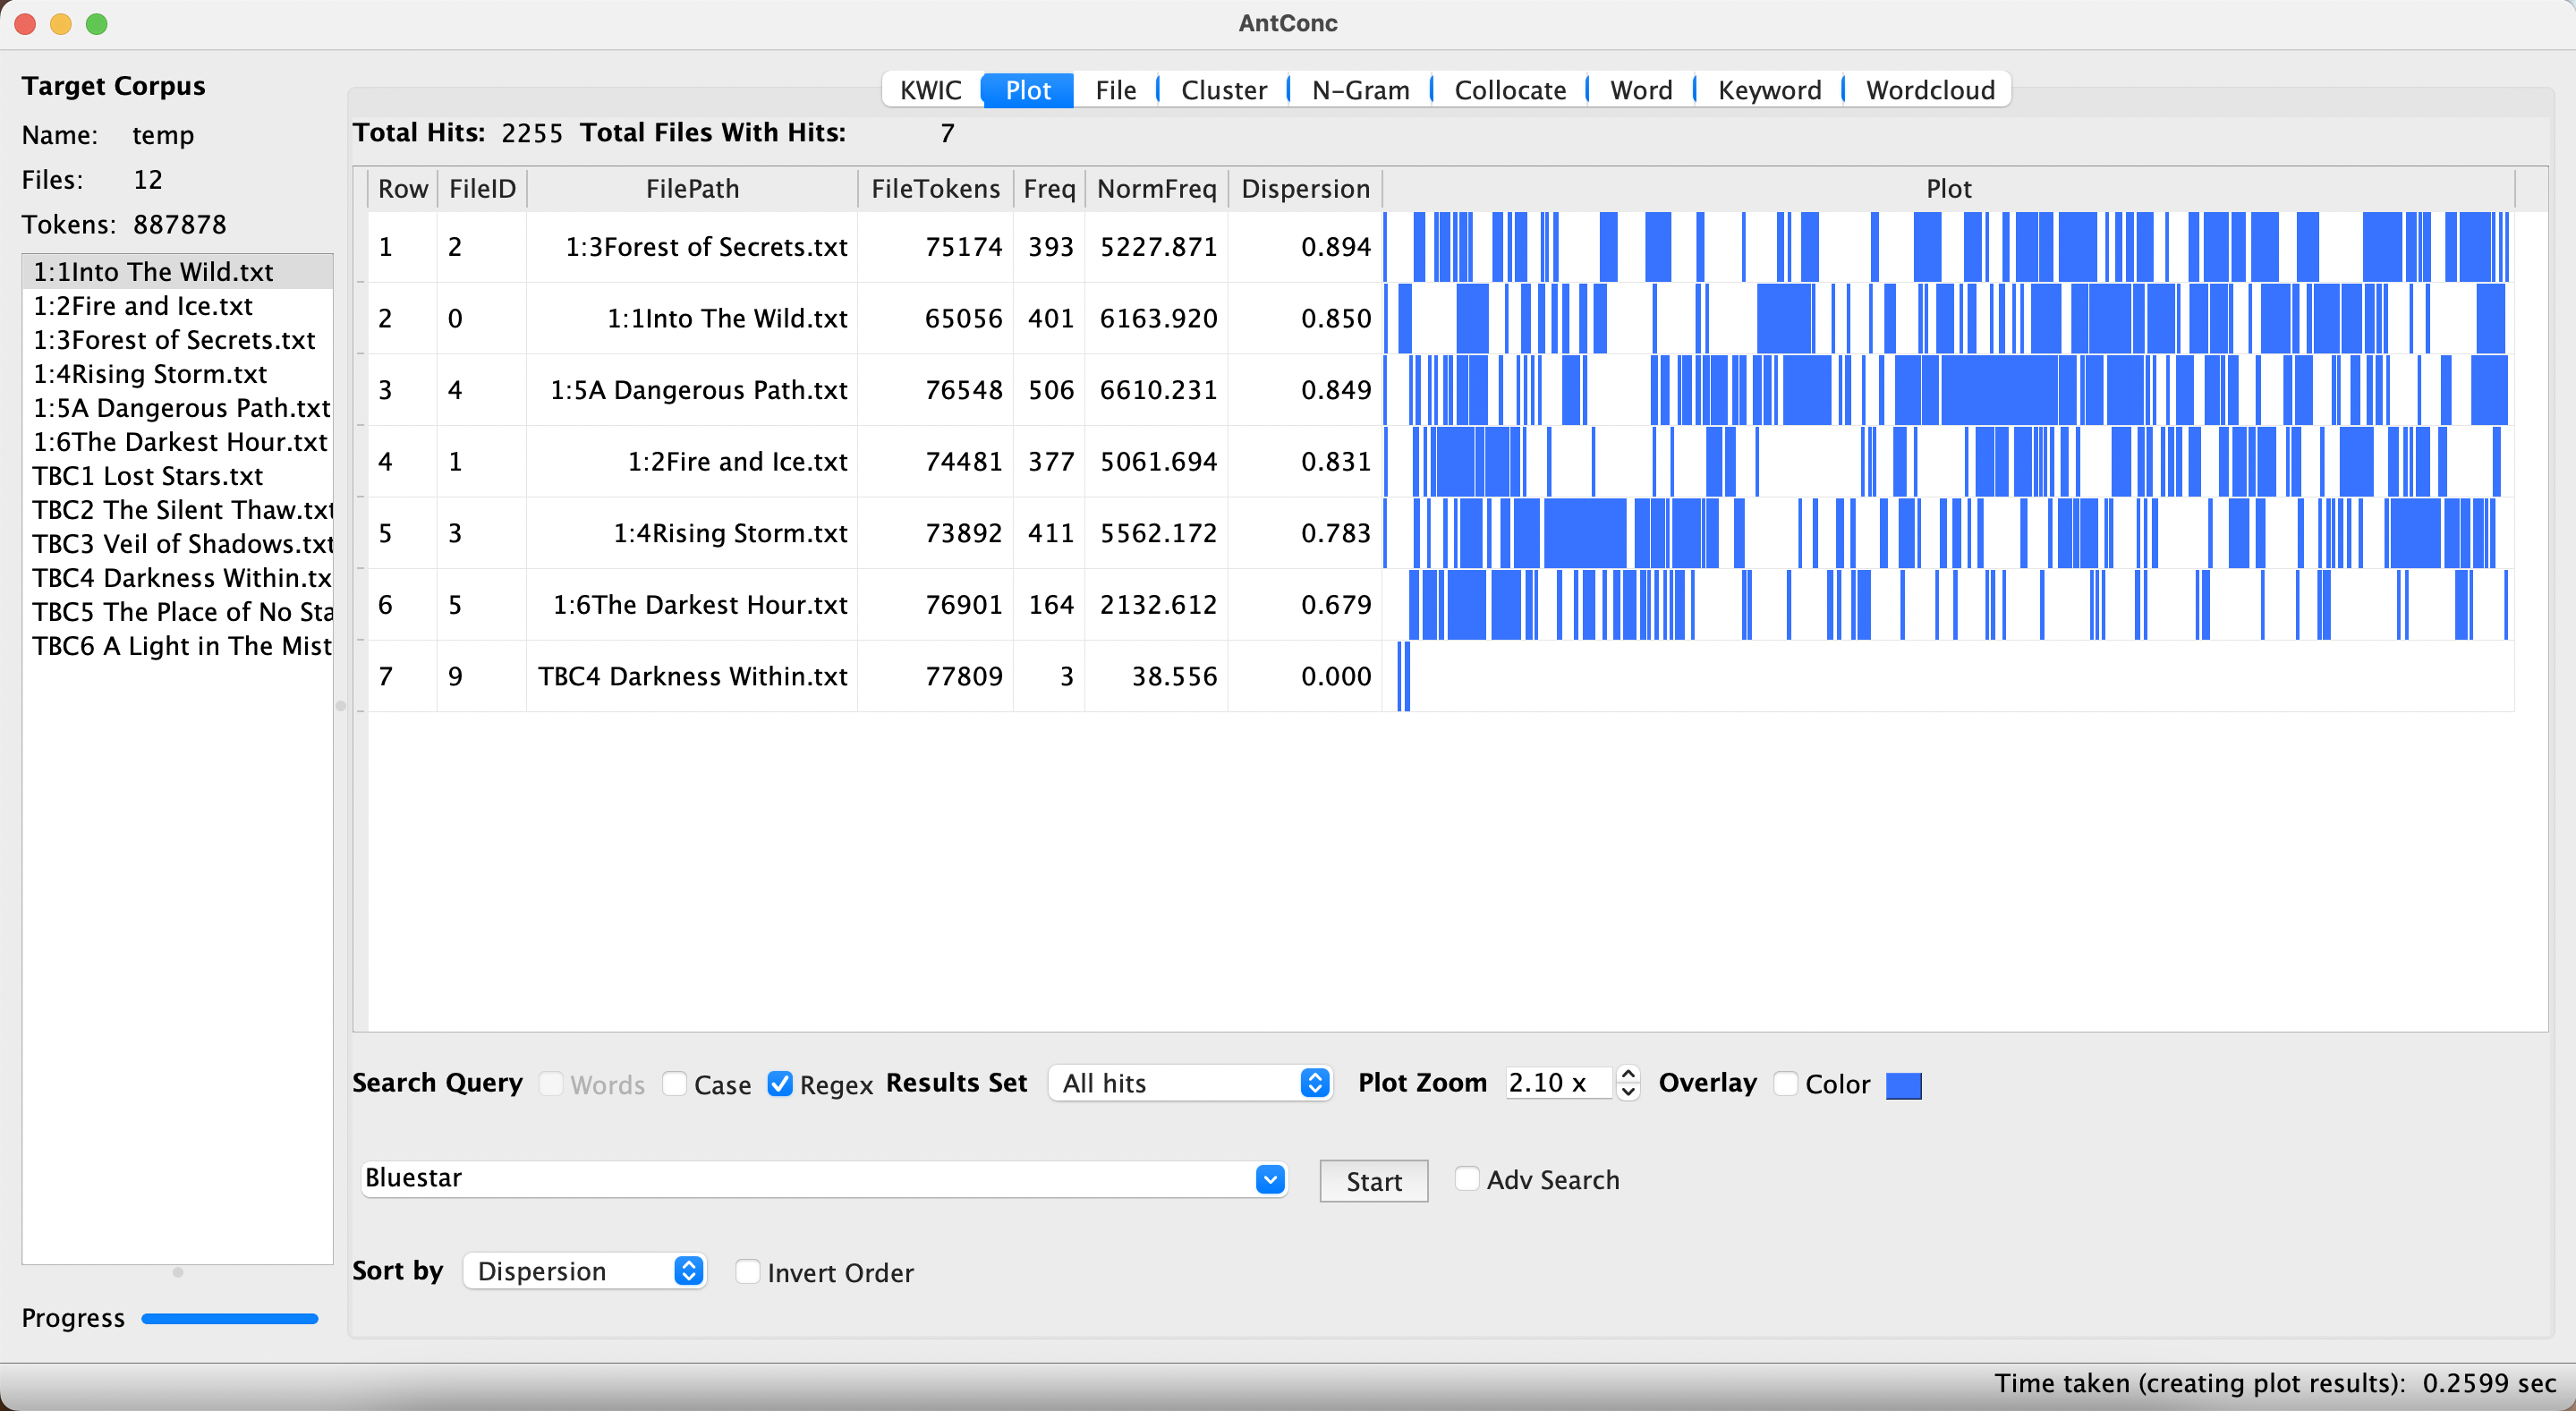 AntConc
Target Corpus
Name: temp
Files: 12
Tokens: 887878
1:1Into The Wild.txt
1:2Fire and Ice.txt
1:3Forest of Secrets.txt
1:4Rising Storm.txt
1:5A Dangerous Path.txt
1:6The Darkest Hour.txt
TBC1 Lost Stars.txt
TBC2 The Silent Thaw.txt
TBC3 Veil of Shadows.txt
TBC4 Darkness Within.tx
TBC5 The Place of No Sta
TBC6 A Light in The Mist
Progress
KWIC Plot File Cluster N-Gram Collocate Word Keyword Wordcloud
Total Hits: 2255 Total Files With Hits: 7
Row FileID FilePath FileTokens Freq NormFreq Dispersion Plot
1 2 1:3Forest of Secrets.txt 75174 393 5227.871 0.894
2 0 1:1Into The Wild.txt 65056 401 6163.920 0.850
3 4 1:5A Dangerous Path.txt 76548 506 6610.231 0.849
4 1 1:2Fire and Ice.txt 74481 377 5061.694 0.831
5 3 1:4Rising Storm.txt 73892 411 5562.172 0.783
6 5 1:6The Darkest Hour.txt 76901 164 2132.612 0.679
7 9 TBC4 Darkness Within.txt 77809 3 38.556 0.000
Search Query Words Case Regex Results Set All hits Plot Zoom 2.10 x Overlay Color
Bluestar Start Adv Search
Sort by Dispersion Invert Order
Time taken (creating plot results): 0.2599 sec